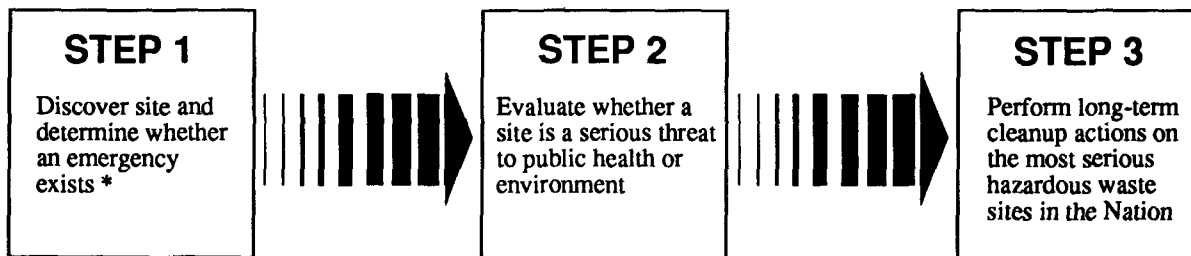 STEP 1
Discover site and
determine whether
an emergency
exists *
STEP 2
Evaluate whether a
site is a serious threat
to public health or
environment
STEP 3
Perform long-term
cleanup actions on
the most serious
hazardous waste
sites in the Nation